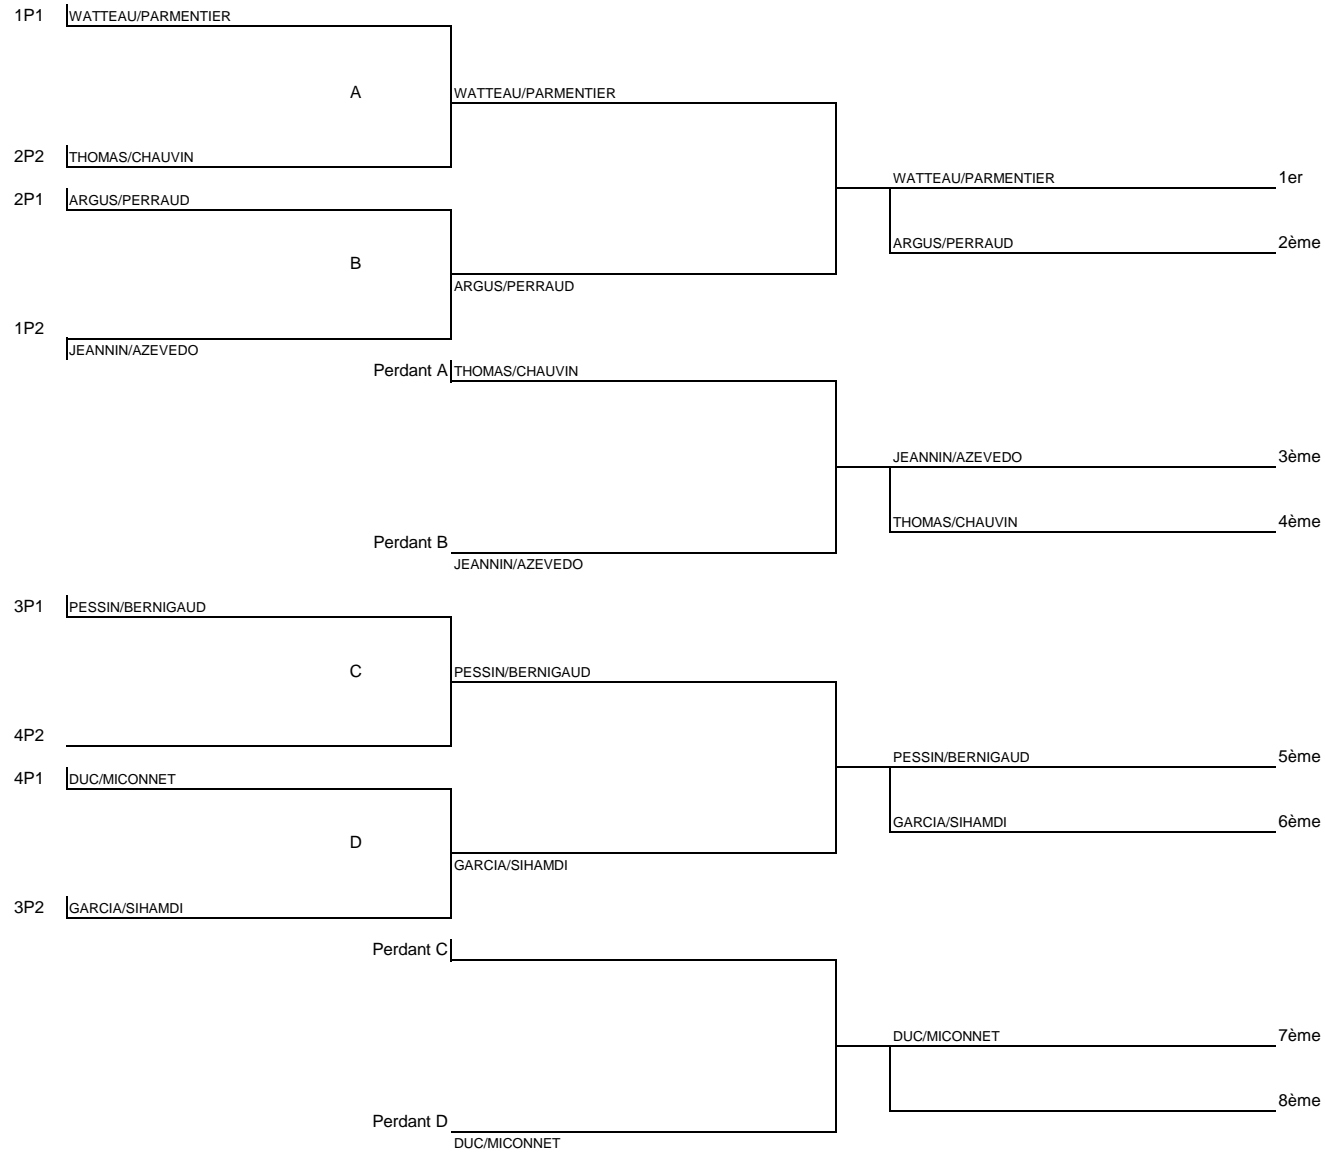 1P1 WATTEAU/PARMENTIER
A WATTEAU/PARMENTIER
2P2 THOMAS/CHAUVIN
WATTEAU/PARMENTIER 1er
2P1 ARGUS/PERRAUD
ARGUS/PERRAUD 2ème
B
ARGUS/PERRAUD
1P2
JEANNIN/AZEVEDO
Perdant A THOMAS/CHAUVIN
JEANNIN/AZEVEDO 3ème
THOMAS/CHAUVIN 4ème
Perdant B
JEANNIN/AZEVEDO
3P1 PESSIN/BERNIGAUD
C PESSIN/BERNIGAUD
4P2
PESSIN/BERNIGAUD 5ème
4P1 DUC/MICONNET
GARCIA/SIHAMDI 6ème
D
GARCIA/SIHAMDI
3P2 GARCIA/SIHAMDI
Perdant C
DUC/MICONNET 7ème
8ème
Perdant D
DUC/MICONNET